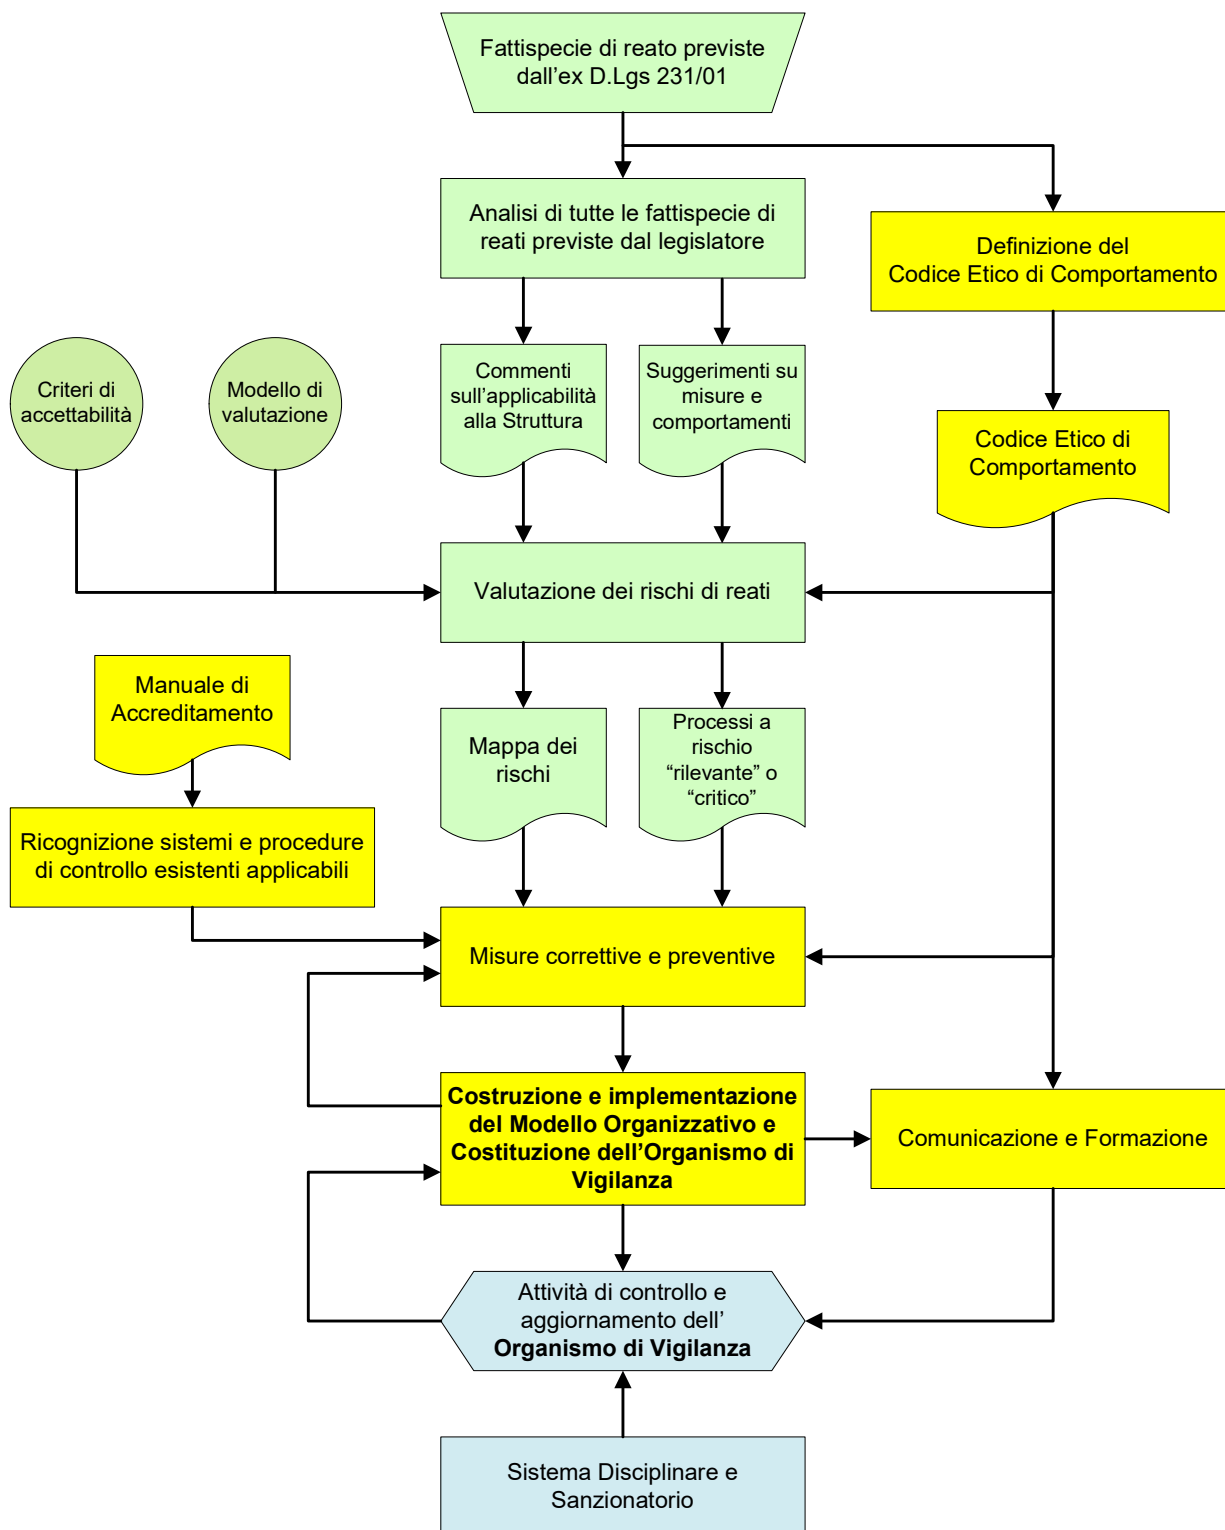 Fattispecie di reato previste
dall'ex D.Lgs 231/01
Analisi di tutte le fattispecie di
reati previste dal legislatore
Definizione del
Codice Etico di Comportamento
Criteri di
accettabilità
Modello di
valutazione
Commenti
sull'applicabilità
alla Struttura
Suggerimenti su
misure e
comportamenti
Codice Etico di
Comportamento
Valutazione dei rischi di reati
Manuale di
Accreditamento
Mappa dei
rischi
Processi a
rischio
“rilevante” o
“critico”
Ricognizione sistemi e procedure
di controllo esistenti applicabili
Misure correttive e preventive
Costruzione e implementazione
del Modello Organizzativo e
Costituzione dell'Organismo di
Vigilanza
Comunicazione e Formazione
Attività di controllo e
aggiornamento dell'
Organismo di Vigilanza
Sistema Disciplinare e
Sanzionatorio